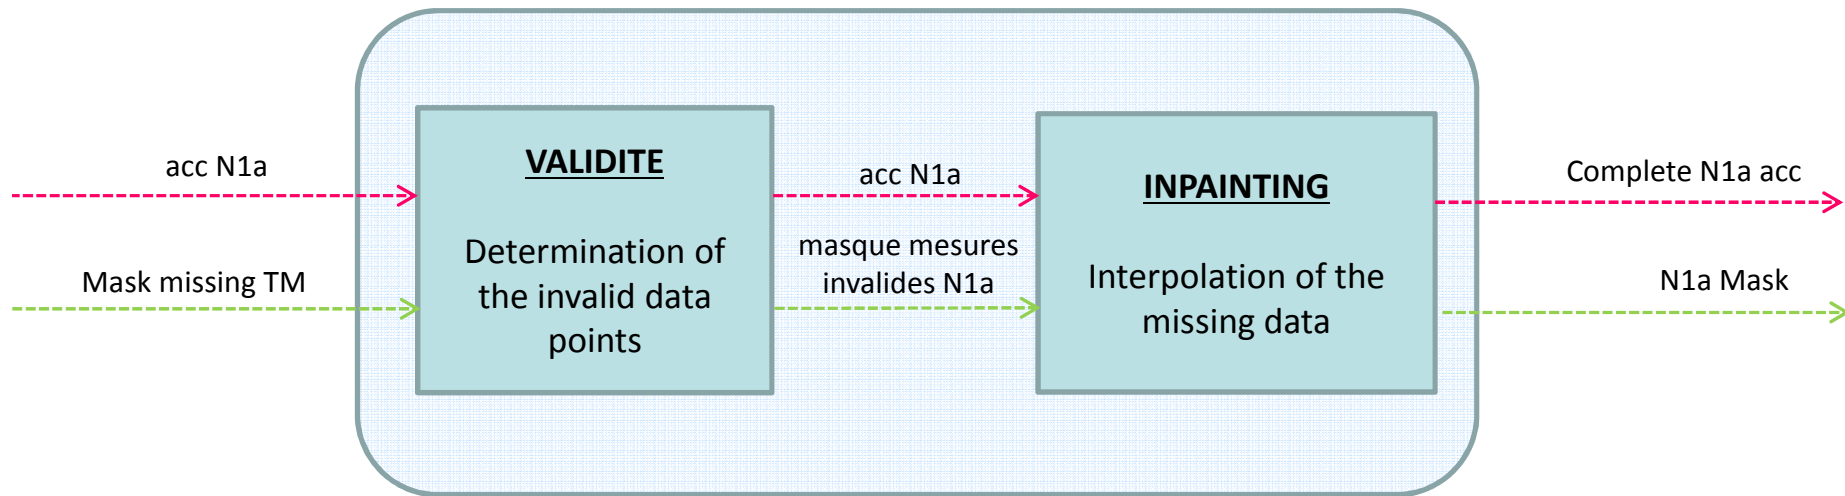 acc N1a
Mask missing TM
VALIDITE
Determination of
the invalid data
points
acc N1a
masque mesures
invalides N1a
INPAINTING
Interpolation of the
missing data
Complete N1a acc
N1a Mask